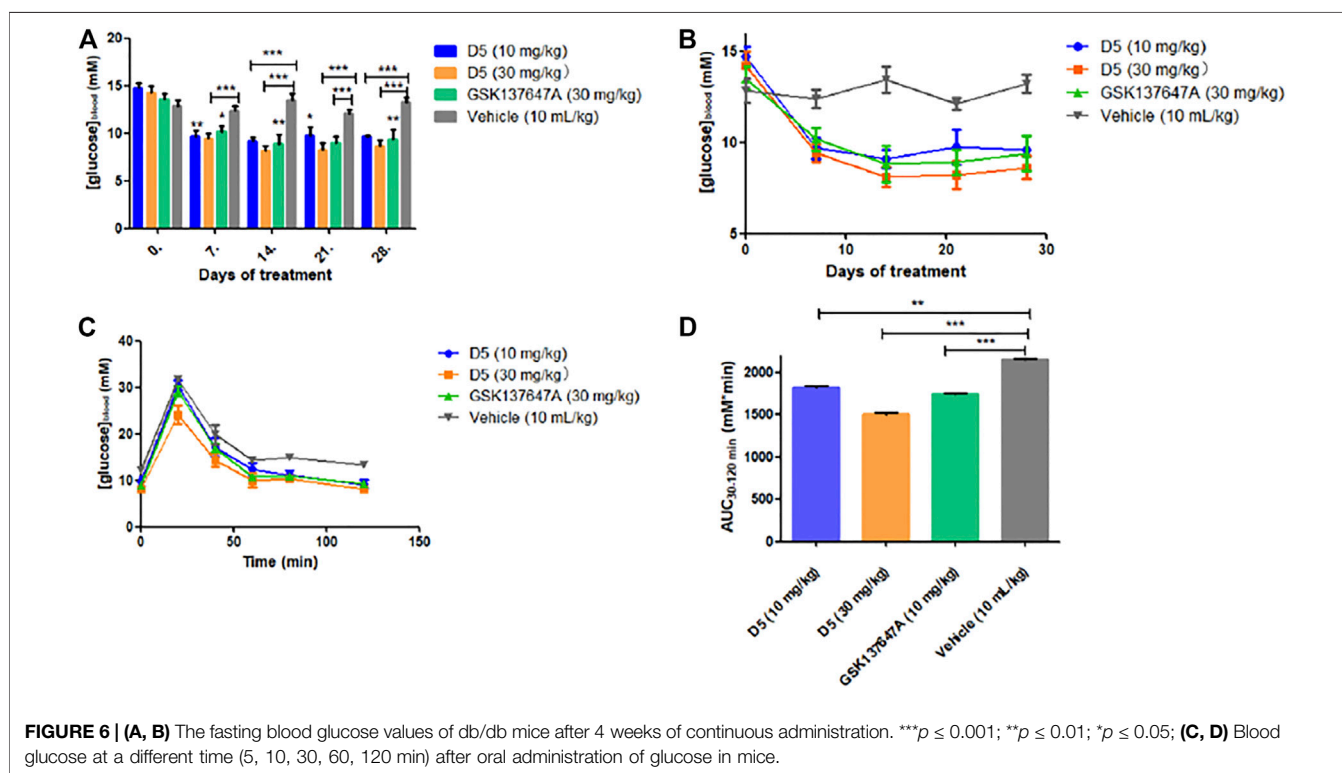 A
[glucose]blood (mM)
20
15
10
5
0
*** *** ***
*** *** *** ***
** * ** * **
0. 7. 14. 21. 28.
Days of treatment
D5 (10 mg/kg)
D5 (30 mg/kg）
GSK137647A (30 mg/kg)
Vehicle (10 mL/kg)
B
[glucose]blood (mM)
15
10
5
0 10 20 30
Days of treatment
D5 (10 mg/kg)
D5 (30 mg/kg）
GSK137647A (30 mg/kg)
Vehicle (10 mL/kg)
C
[glucose]blood (mM)
40
30
20
10
0
0 50 100 150
Time (min)
D5 (10 mg/kg)
D5 (30 mg/kg）
GSK137647A (30 mg/kg)
Vehicle (10 mL/kg)
D
**
***
***
AUC30-120 min (mM*min)
2000
1500
1000
500
0
D5 (10 mg/kg)
D5 (30 mg/kg)
GSK137647A (10 mg/kg)
Vehicle (10 mL/kg)
FIGURE 6 | (A, B) The fasting blood glucose values of db/db mice after 4 weeks of continuous administration. ***p ≤ 0.001; **p ≤ 0.01; *p ≤ 0.05; (C, D) Blood
glucose at a different time (5, 10, 30, 60, 120 min) after oral administration of glucose in mice.